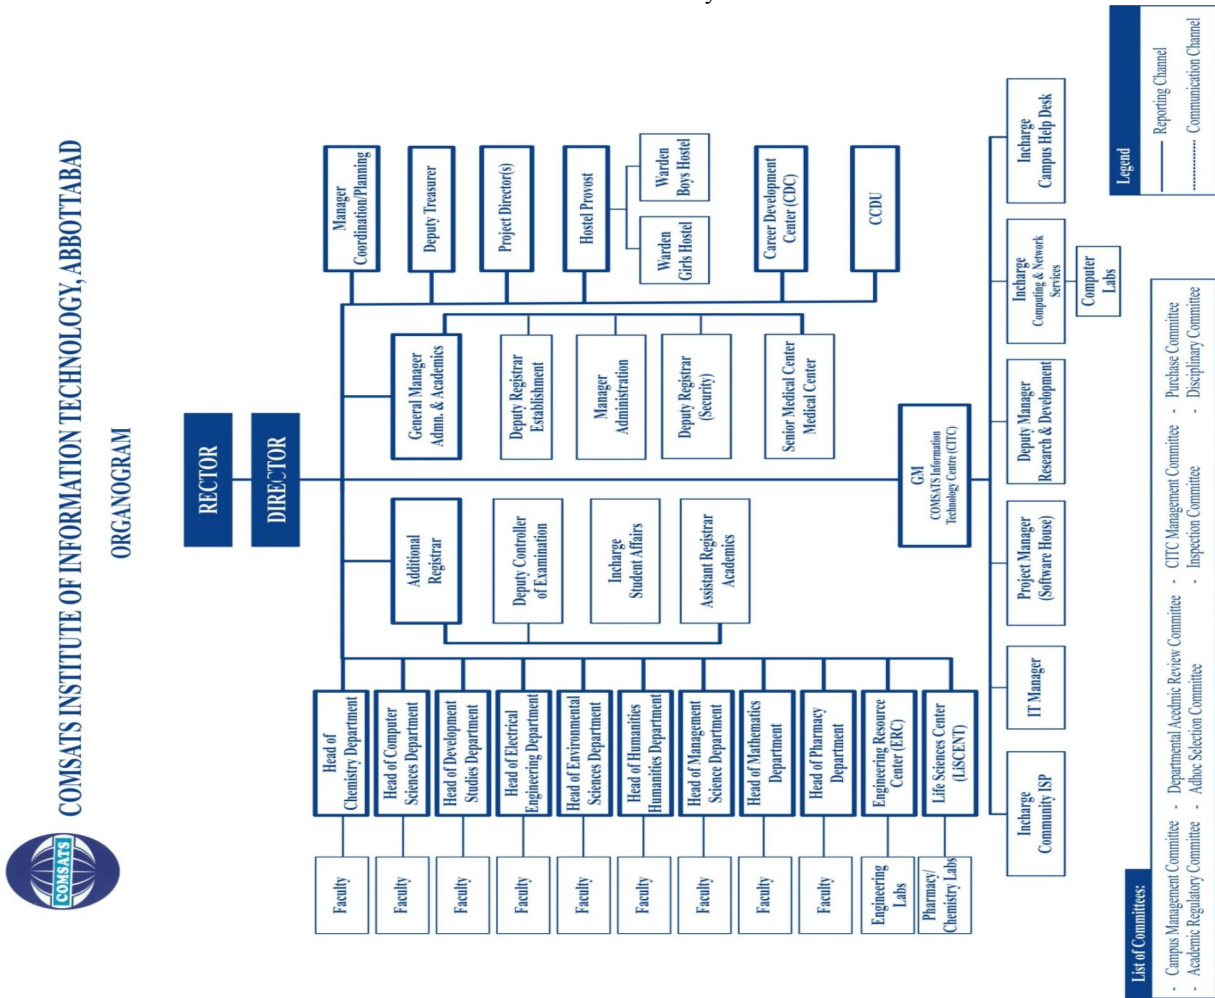 COMSATS
COMSATS INSTITUTE OF INFORMATION TECHNOLOGY, ABBOTTABAD
ORGANOGRAM
RECTOR
DIRECTOR
Additional
Registrar
Deputy Controller
of Examination
Incharge
Student Affairs
Assistant Registrar
Academics
General Manager
Admn. & Academics
Deputy Registrar
Establishment
Manager
Administration
Deputy Registrar
(Security)
Senior Medical Center
Medical Center
Manager
Coordination/Planning
Deputy Treasurer
Project Director(s)
Hostel Provost
Warden
Girls Hostel
Warden
Boys Hostel
Career Development
Center (CDC)
CCDU
Head of
Chemistry Department
Faculty
Head of Computer
Sciences Department
Faculty
Head of Development
Studies Department
Faculty
Head of Electrical
Engineering Department
Faculty
Head of Environmental
Sciences Department
Faculty
Head of Humanities
Humanities Department
Faculty
Head of Management
Science Department
Faculty
Head of Mathematics
Department
Faculty
Head of Pharmacy
Department
Faculty
Engineering Resource
Center (ERC)
Engineering
Labs
Life Sciences Center
(LiSCENT)
Pharmacy/
Chemistry Labs
GM
COMSATS Information
Technology Centre (CITC)
Incharge
Community ISP
IT Manager
Project Manager
(Software House)
Deputy Manager
Research & Development
Incharge
Computing & Network
Services
Computer
Labs
Incharge
Campus Help Desk
List of Committees:
- Campus Management Committee - Departmental Acedmic Review Committee - CITC Management Committee - Purchase Committee
- Academic Regulatory Committee - Adhoc Selection Committee - Inspection Committee - Disciplinary Committee
Legend
Reporting Channel
Communication Channel